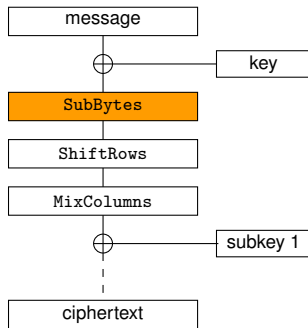 message
key
SubBytes
ShiftRows
MixColumns
subkey 1
ciphertext